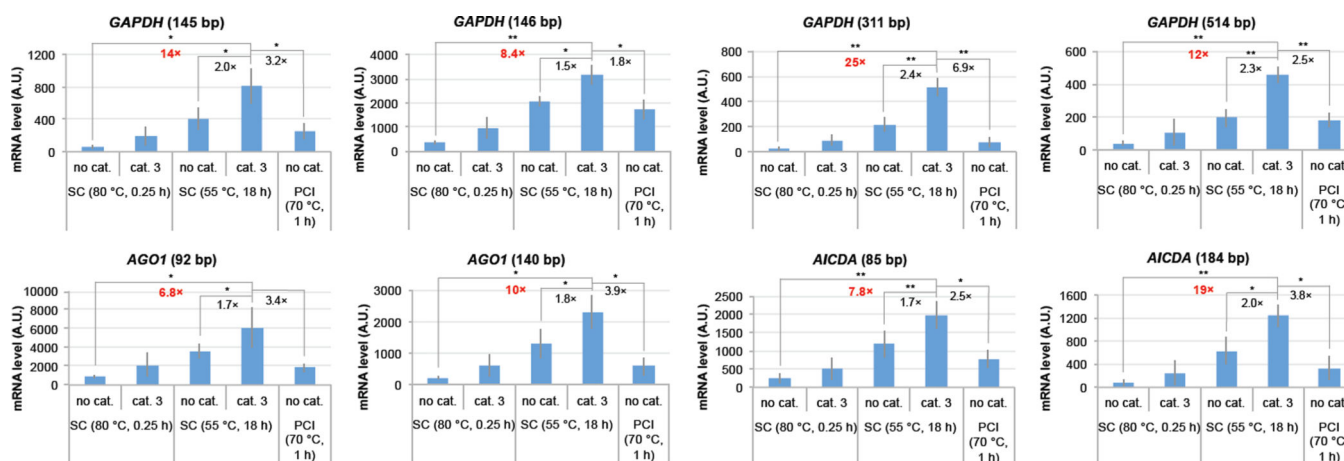 GAPDH (145 bp)
mRNA level (A.U.)
1200
800
400
0
*
14×
*
2.0×
*
3.2×
no cat.
cat. 3
no cat.
cat. 3
no cat.
SC (80 °C, 0.25 h)
SC (55 °C, 18 h)
PCI
(70 °C,
1 h)
GAPDH (146 bp)
mRNA level (A.U.)
4000
3000
2000
1000
0
**
8.4×
*
1.5×
*
1.8×
no cat.
cat. 3
no cat.
cat. 3
no cat.
SC (80 °C, 0.25 h)
SC (55 °C, 18 h)
PCI
(70 °C,
1 h)
GAPDH (311 bp)
mRNA level (A.U.)
800
600
400
200
0
**
25×
**
2.4×
**
6.9×
no cat.
cat. 3
no cat.
cat. 3
no cat.
SC (80 °C, 0.25 h)
SC (55 °C, 18 h)
PCI
(70 °C,
1 h)
GAPDH (514 bp)
mRNA level (A.U.)
600
400
200
0
**
12×
**
2.3×
**
2.5×
no cat.
cat. 3
no cat.
cat. 3
no cat.
SC (80 °C, 0.25 h)
SC (55 °C, 18 h)
PCI
(70 °C,
1 h)
AGO1 (92 bp)
mRNA level (A.U.)
10000
8000
6000
4000
2000
0
*
6.8×
*
1.7×
*
3.4×
no cat.
cat. 3
no cat.
cat. 3
no cat.
SC (80 °C, 0.25 h)
SC (55 °C, 18 h)
PCI
(70 °C,
1 h)
AGO1 (140 bp)
mRNA level (A.U.)
3000
2000
1000
0
*
10×
*
1.8×
*
3.9×
no cat.
cat. 3
no cat.
cat. 3
no cat.
SC (80 °C, 0.25 h)
SC (55 °C, 18 h)
PCI
(70 °C,
1 h)
AICDA (85 bp)
mRNA level (A.U.)
2500
2000
1500
1000
500
0
**
7.8×
**
1.7×
*
2.5×
no cat.
cat. 3
no cat.
cat. 3
no cat.
SC (80 °C, 0.25 h)
SC (55 °C, 18 h)
PCI
(70 °C,
1 h)
AICDA (184 bp)
mRNA level (A.U.)
1600
1200
800
400
0
**
19×
*
2.0×
*
3.8×
no cat.
cat. 3
no cat.
cat. 3
no cat.
SC (80 °C, 0.25 h)
SC (55 °C, 18 h)
PCI
(70 °C,
1 h)